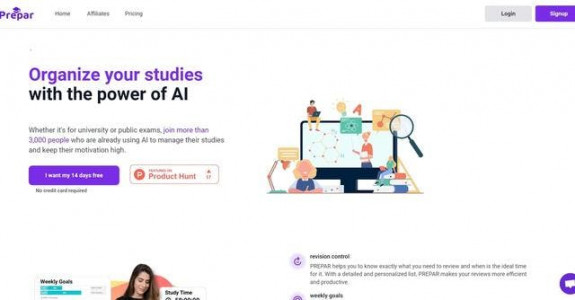 Prepar
Home
Affiliates
Pricing
Login
Signup
Organize your studies
with the power of AI
Whether it's for university or public exams, join more than
3,000 people who are already using AI to manage their studies
and keep their motivation high.
I want my 14 days free
Product Hunt
No credit card required
revision control
PREPAR helps you to know exactly what you need to review and when is the ideal time
for it. With a detailed and personalized list, PREPAR makes your reviews more efficient
and productive.
weekly goals
Weekly Goals
Study Time